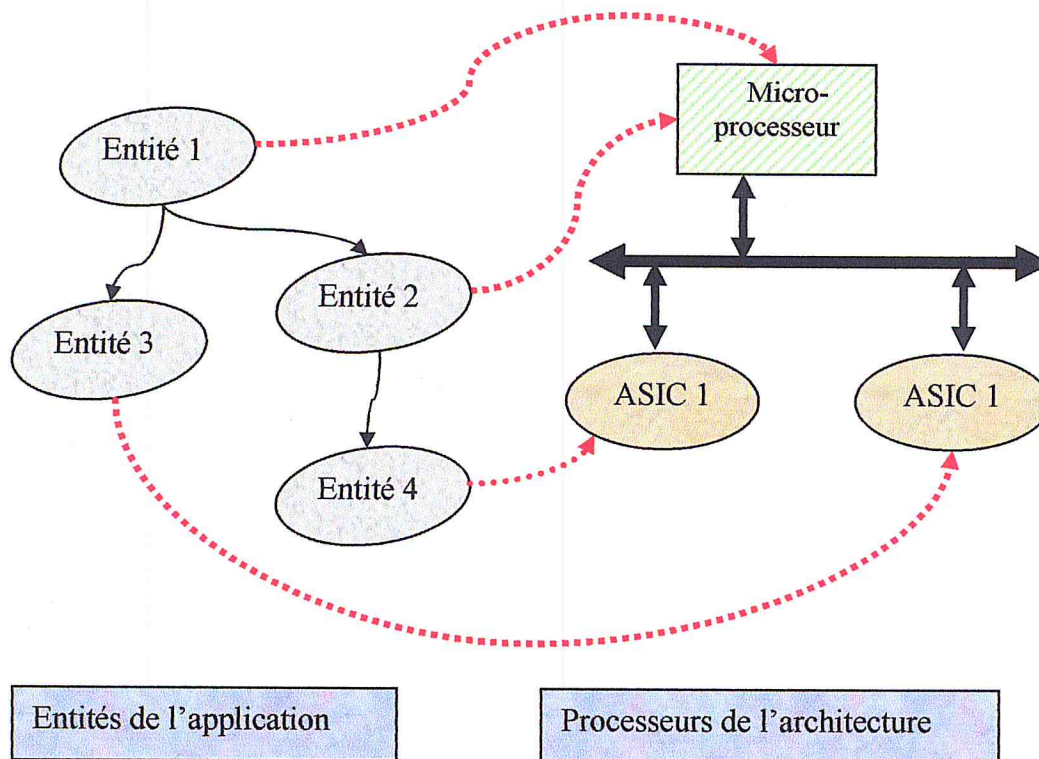 Micro-
processeur
Entité 1
Entité 2
Entité 3
ASIC 1
ASIC 1
Entité 4
Entités de l’application
Processeurs de l’architecture